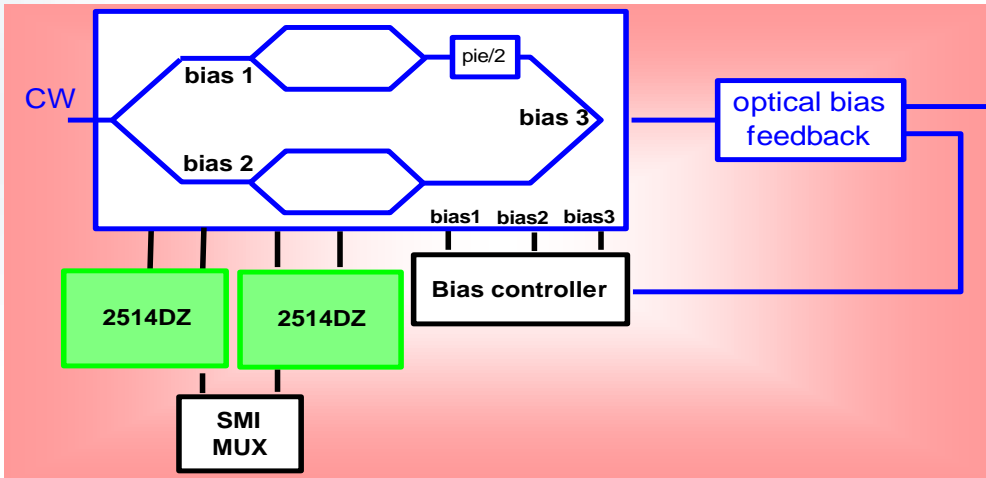 pie/2
bias 1
CW
bias 3
optical bias
feedback
bias 2
bias1 bias2 bias3
2514DZ
2514DZ
Bias controller
SMI
MUX